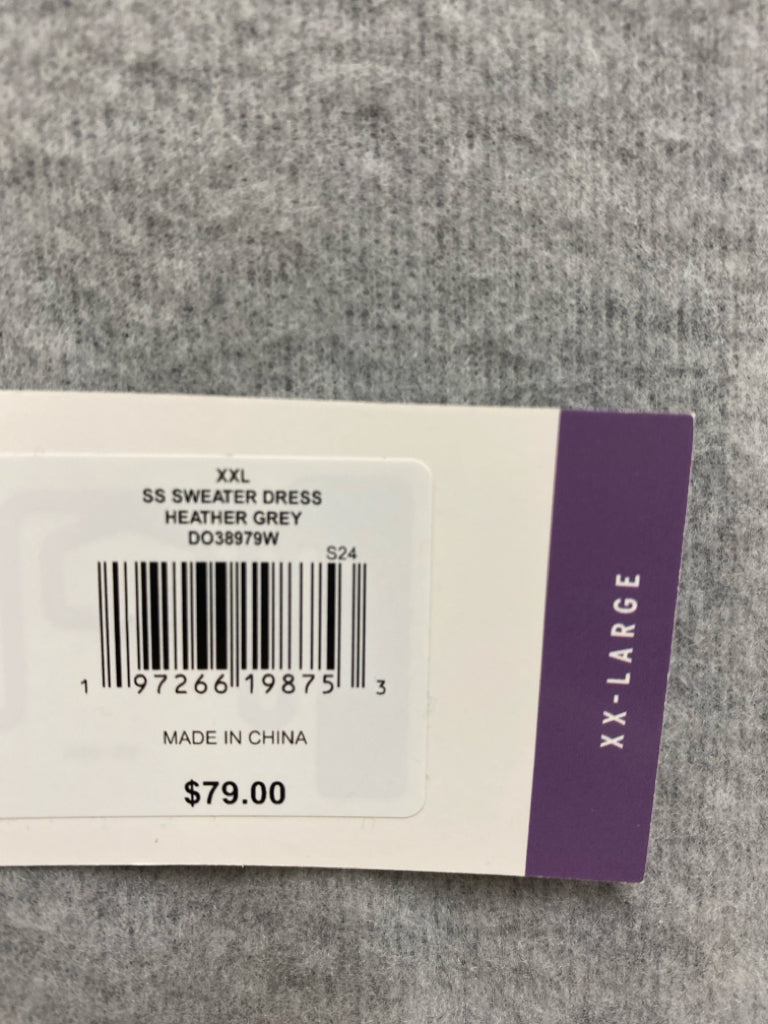 XXL
SS SWEATER DRESS
HEATHER GREY
DO38979W
S24
1 97266 19875 3
MADE IN CHINA
$79.00
XX-LARGE